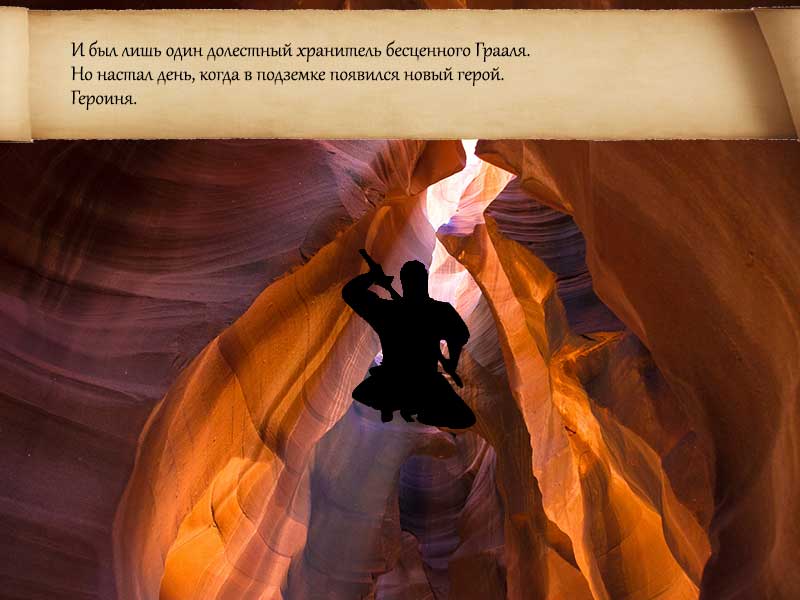 И был лишь один долестный хранитель бесценного Грааля.
Но настал день, когда в подземке появился новый герой.
Героиня.